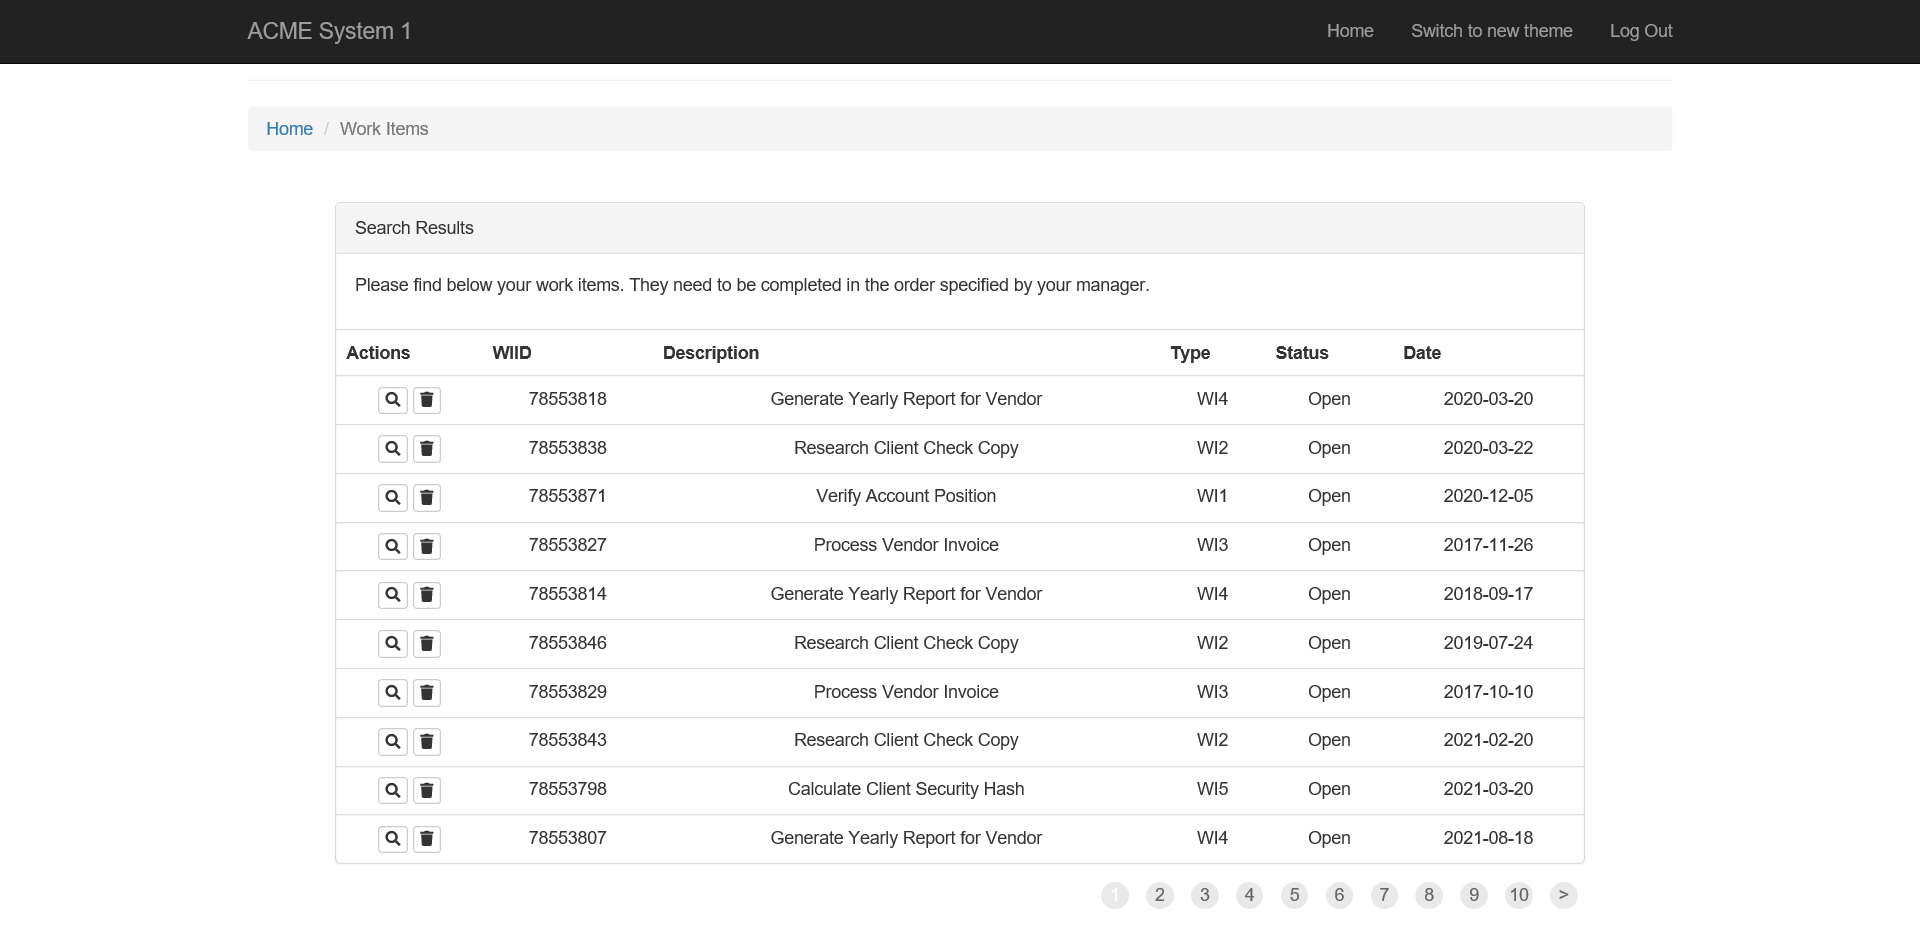 ACME System 1 Home Switch to new theme Log Out
Home / Work Items
Search Results
Please find below your work items. They need to be completed in the order specified by your manager.
Actions WIID Description Type Status Date
78553818 Generate Yearly Report for Vendor WI4 Open 2020-03-20
78553838 Research Client Check Copy WI2 Open 2020-03-22
78553871 Verify Account Position WI1 Open 2020-12-05
78553827 Process Vendor Invoice WI3 Open 2017-11-26
78553814 Generate Yearly Report for Vendor WI4 Open 2018-09-17
78553846 Research Client Check Copy WI2 Open 2019-07-24
78553829 Process Vendor Invoice WI3 Open 2017-10-10
78553843 Research Client Check Copy WI2 Open 2021-02-20
78553798 Calculate Client Security Hash WI5 Open 2021-03-20
78553807 Generate Yearly Report for Vendor WI4 Open 2021-08-18
1 2 3 4 5 6 7 8 9 10 >